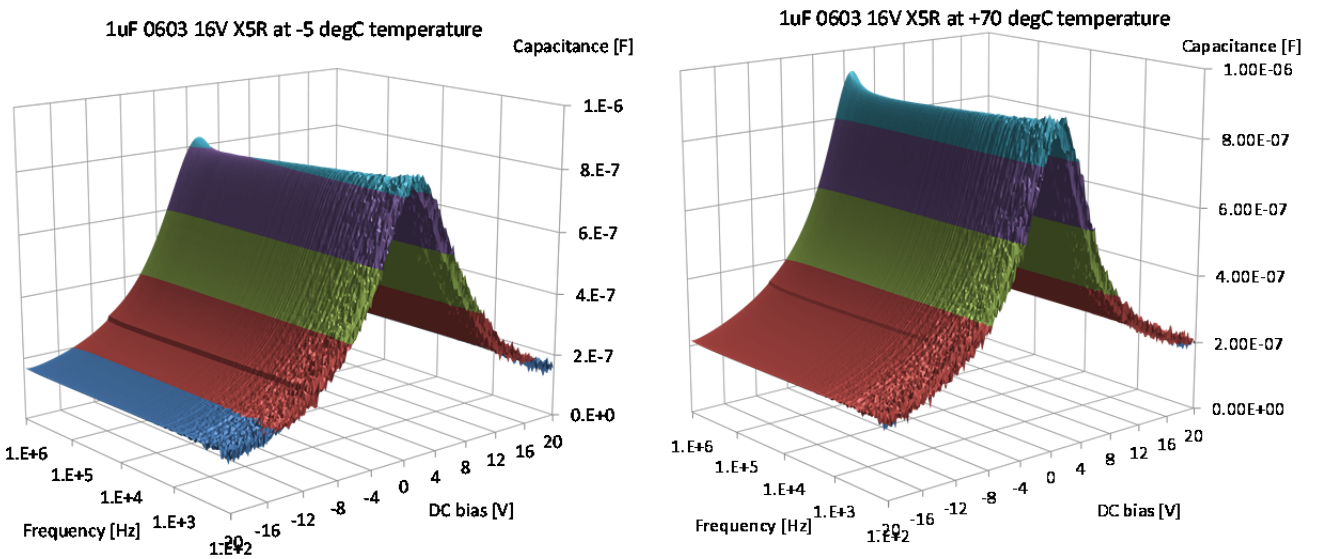 1uF 0603 16V X5R at -5 degC temperature
Capacitance [F]
1.E-6
8.E-7
6.E-7
4.E-7
2.E-7
0.E+0
1.E+6
1.E+5
1.E+4
1.E+3
1.E+2
Frequency [Hz]
-20
-16
-12
-8
-4
0
4
8
12
16
20
DC bias [V]
1uF 0603 16V X5R at +70 degC temperature
Capacitance [F]
1.00E-06
8.00E-07
6.00E-07
4.00E-07
2.00E-07
0.00E+00
1.E+6
1.E+5
1.E+4
1.E+3
1.E+2
Frequency [Hz]
-20
-16
-12
-8
-4
0
4
8
12
16
20
DC bias [V]